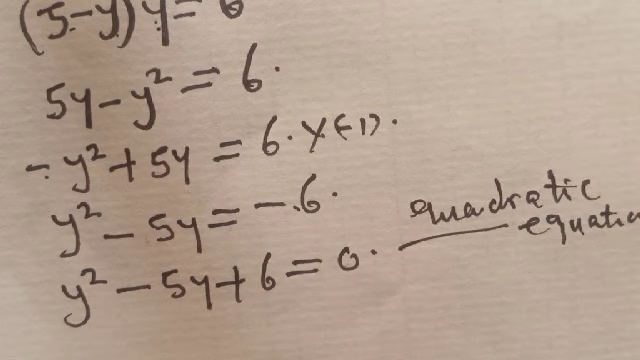 (5-y)y=6
5y-y²=6.
-y²+5y=6.×(-1).
y²-5y=-6.
y²-5y+6=0. quadratic
equation